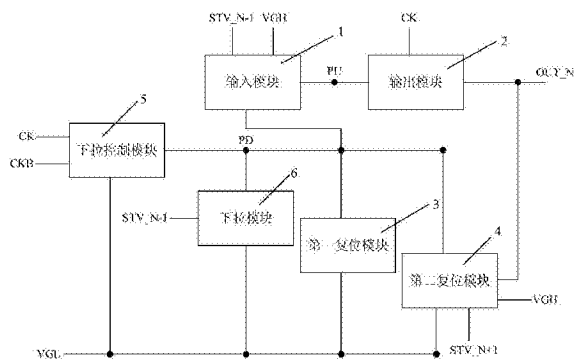 STV_N-1 VGH 1 CK 2
输入模块 PU 输出模块 OUY_N
5
CK
CKB
下拉控制模块 PD
6
STV_N-1 下拉模块
3
第一复位模块
4
第二复位模块
VGH
VGL
STV_N+1